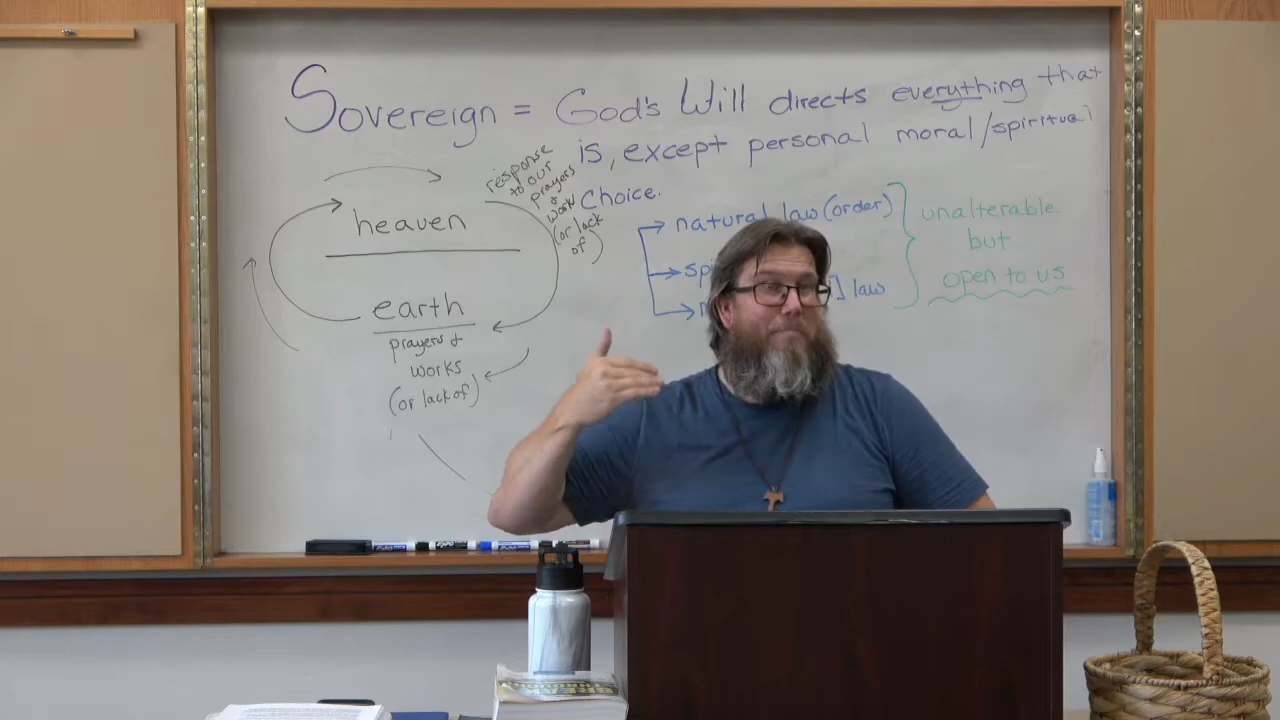 Sovereign = God's Will directs everything that
is, except personal moral/spiritual
choice.
response
to our
prayers
+
work
(or lack
of)
heaven
earth
prayers +
works
(or lack of)
natural law (order)
] law
unalterable
but
open to us